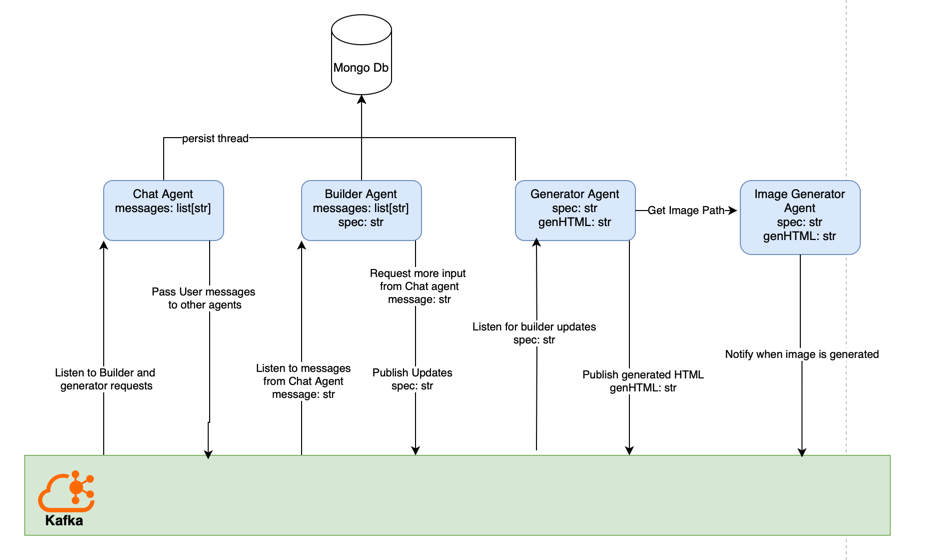 Mongo Db
persist thread
Chat Agent
messages: list[str]
Builder Agent
messages: list[str]
spec: str
Generator Agent
spec: str
genHTML: str
Get Image Path
Image Generator
Agent
spec: str
genHTML: str
Listen to Builder and
generator requests
Pass User messages
to other agents
Listen to messages
from Chat Agent
message: str
Request more input
from Chat agent
message: str
Publish Updates
spec: str
Listen for builder updates
spec: str
Publish generated HTML
genHTML: str
Notify when image is generated
Kafka